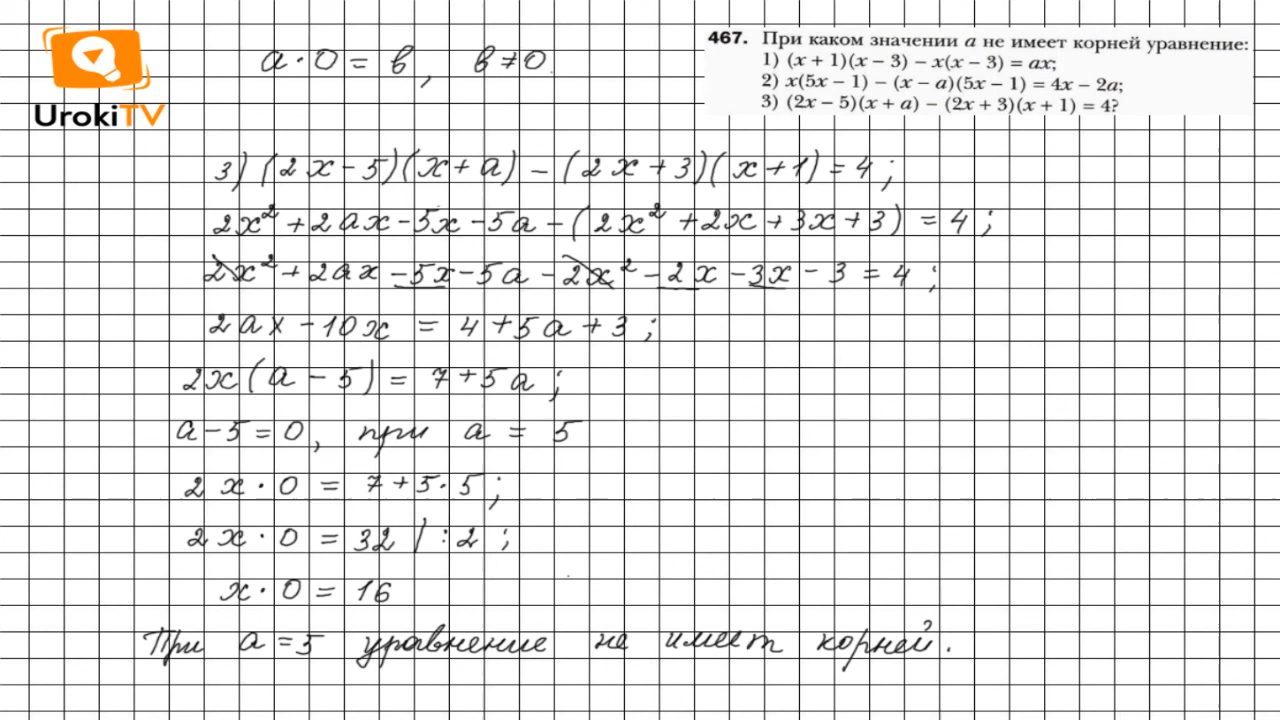 UrokiTV
a · 0 = в, в ≠ 0.
467. При каком значении a не имеет корней уравнение:
1) (x + 1)(x − 3) − x(x − 3) = ax;
2) x(5x − 1) − (x − a)(5x − 1) = 4x − 2a;
3) (2x − 5)(x + a) − (2x + 3)(x + 1) = 4?
3) (2x − 5)(x + a) − (2x + 3)(x + 1) = 4;
2x² + 2ax − 5x − 5a − (2x² + 2x + 3x + 3) = 4;
2x² + 2ax − 5x − 5a − 2x² − 2x − 3x − 3 = 4;
2ax − 10x = 4 + 5a + 3;
2x(a − 5) = 7 + 5a;
a − 5 = 0, при a = 5
2x · 0 = 7 + 5 · 5;
2x · 0 = 32 | : 2;
x · 0 = 16
При a = 5 уравнение не имеет корней.